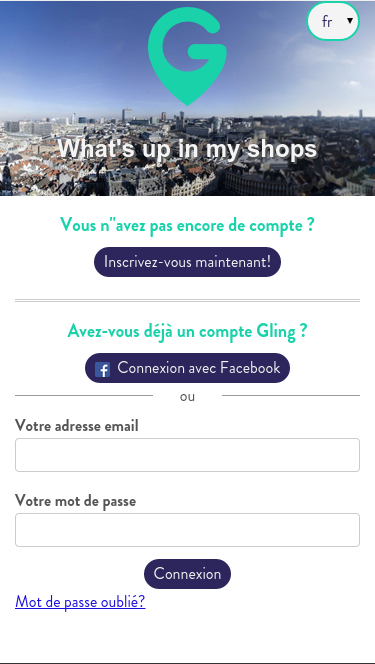 fr
What's up in my shops
Vous n"avez pas encore de compte ?
Inscrivez-vous maintenant!
Avez-vous déjà un compte Gling ?
Connexion avec Facebook
ou
Votre adresse email
Votre mot de passe
Connexion
Mot de passe oublié?